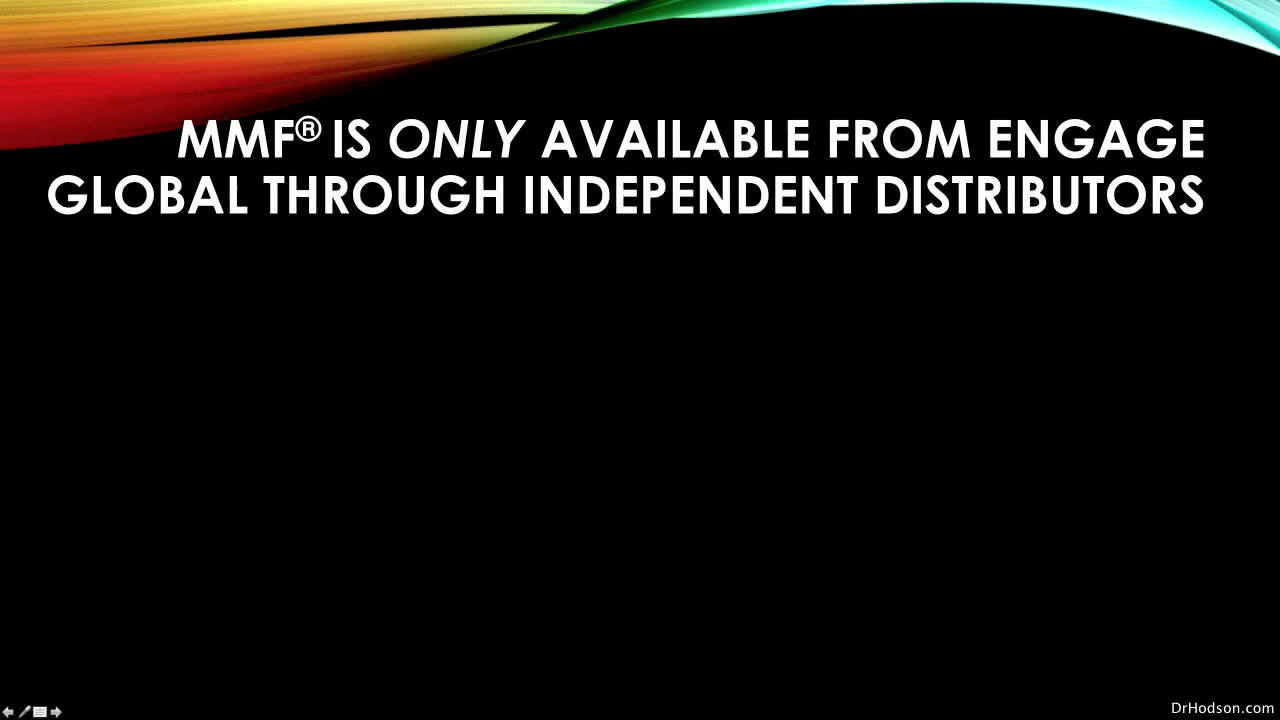 MMF® IS ONLY AVAILABLE FROM ENGAGE
GLOBAL THROUGH INDEPENDENT DISTRIBUTORS
DrHodson.com